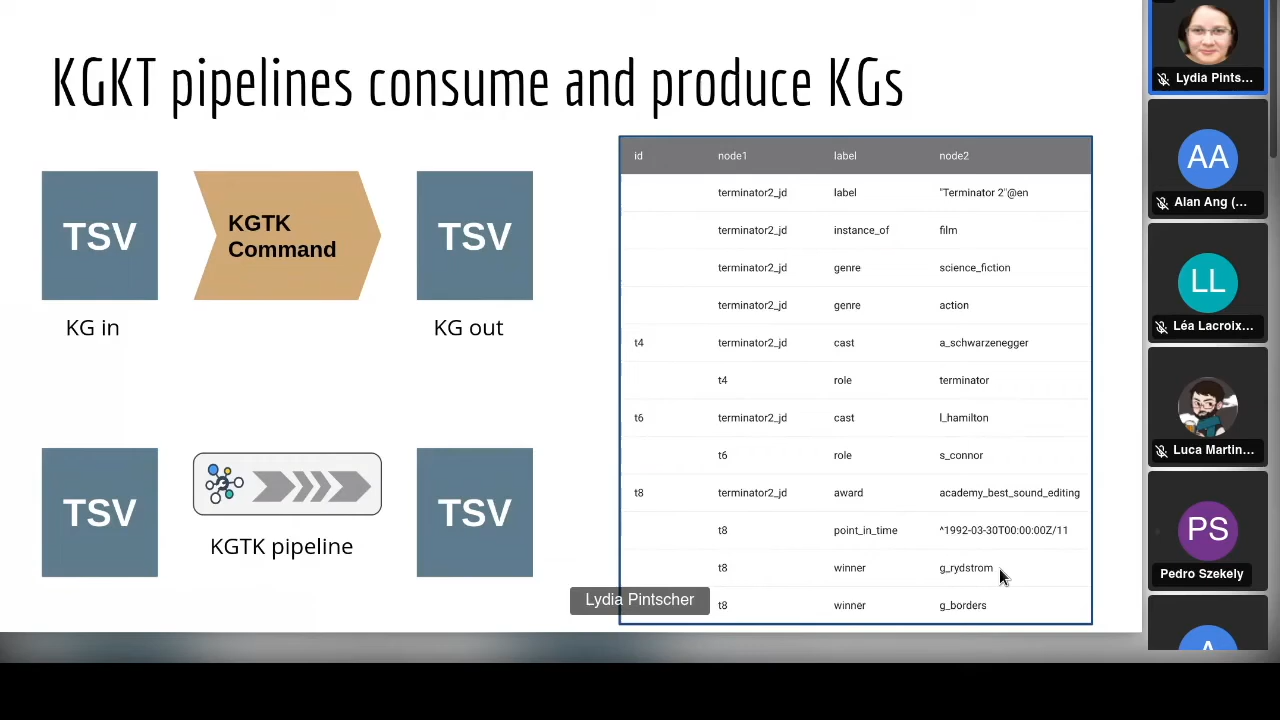 KGKT pipelines consume and produce KGs
TSV
KGTK
Command
TSV
KG in
KG out
TSV
KGTK pipeline
TSV
id node1 label node2
terminator2_jd label "Terminator 2"@en
terminator2_jd instance_of film
terminator2_jd genre science_fiction
terminator2_jd genre action
t4 terminator2_jd cast a_schwarzenegger
t4 role terminator
t6 terminator2_jd cast l_hamilton
t6 role s_connor
t8 terminator2_jd award academy_best_sound_editing
t8 point_in_time ^1992-03-30T00:00:00Z/11
t8 winner g_rydstrom
t8 winner g_borders
Lydia Pintscher
Lydia Pints...
AA
Alan Ang (...
LL
Léa Lacroix...
Luca Martin...
PS
Pedro Szekely
A